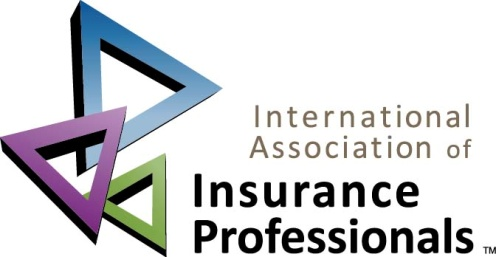 International
Association of
Insurance
Professionals ™